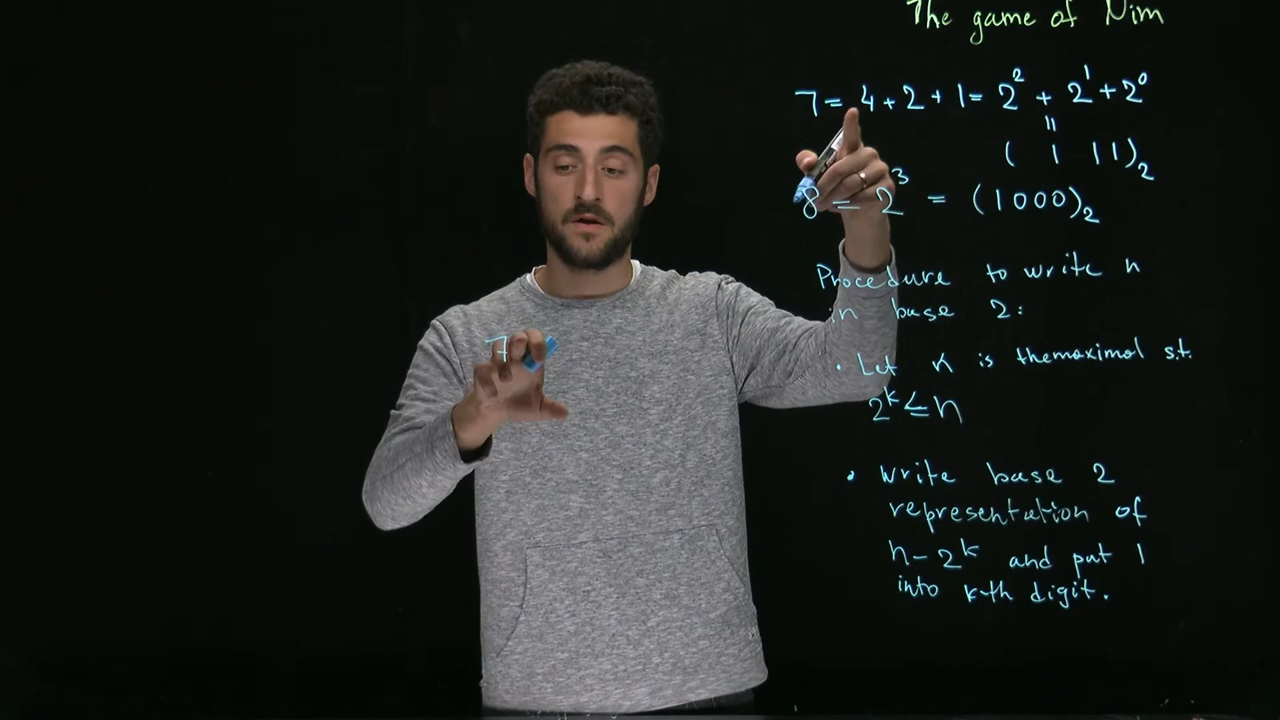 The game of Nim
7 = 4 + 2 + 1 = 2² + 2¹ + 2⁰
=
( 1 1 1 )₂
8 = 2³ = (1000)₂
Procedure to write n
in base 2:
• Let K is themaximal s.t.
2ᵏ ≤ n
7
• Write base 2
representation of
n - 2ᵏ and put 1
into k-th digit.